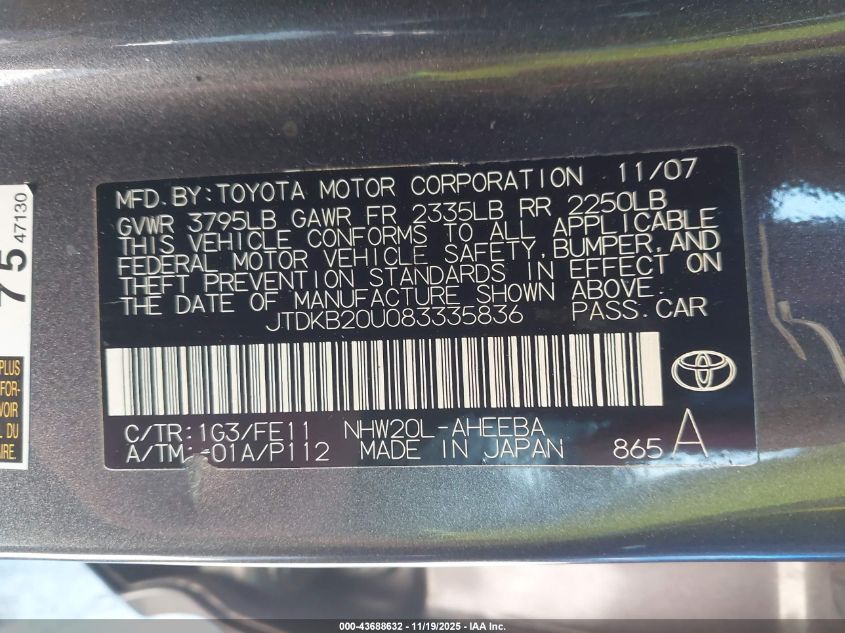 MFD. BY: TOYOTA MOTOR CORPORATION 11/07
GVWR 3795LB GAWR FR 2335LB RR 2250LB
THIS VEHICLE CONFORMS TO ALL APPLICABLE
FEDERAL MOTOR VEHICLE SAFETY, BUMPER, AND
THEFT PREVENTION STANDARDS IN EFFECT ON
THE DATE OF MANUFACTURE SHOWN ABOVE.
JTDKB20U083335836 PASS. CAR
C/TR: 1G3/FE11 NHW20L-AHEEBA
A/TM: -01A/P112 MADE IN JAPAN 865 A
75 47130
PLUS
FOR-
VOIR
DU
AIRE.
000-43688632 - 11/19/2025 - IAA Inc.